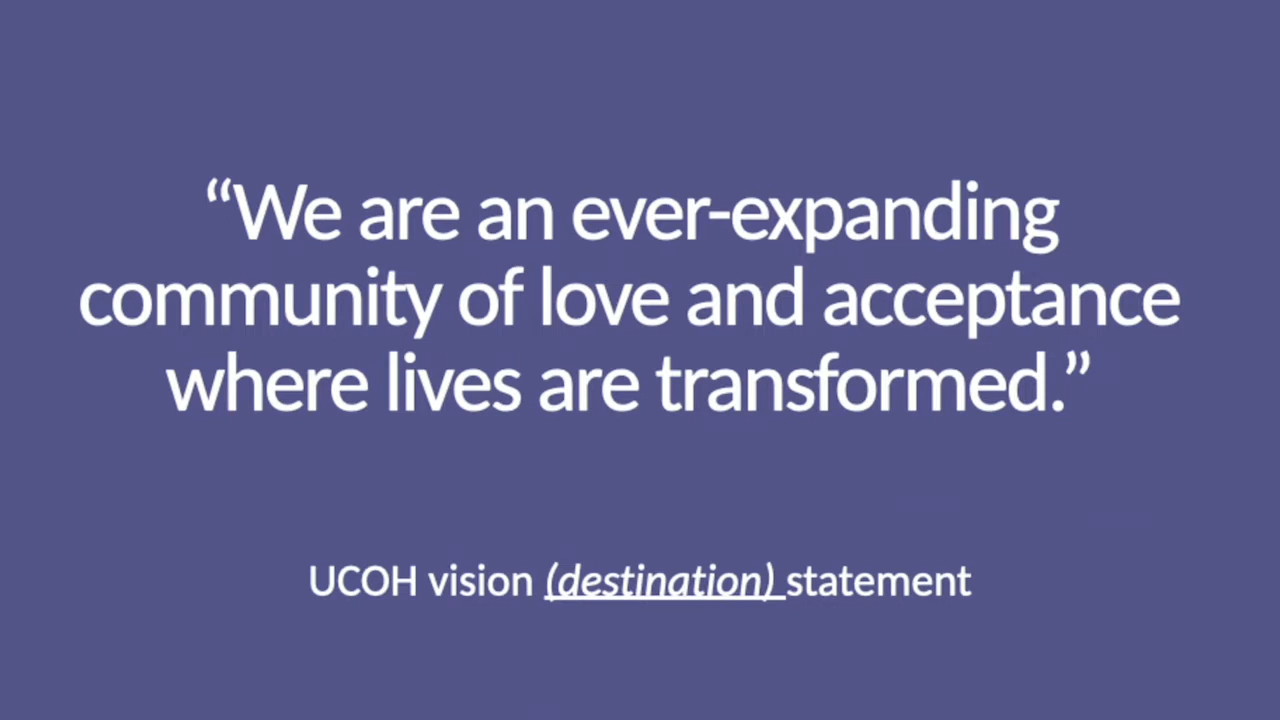 “We are an ever-expanding
community of love and acceptance
where lives are transformed.”
UCOH vision (destination) statement